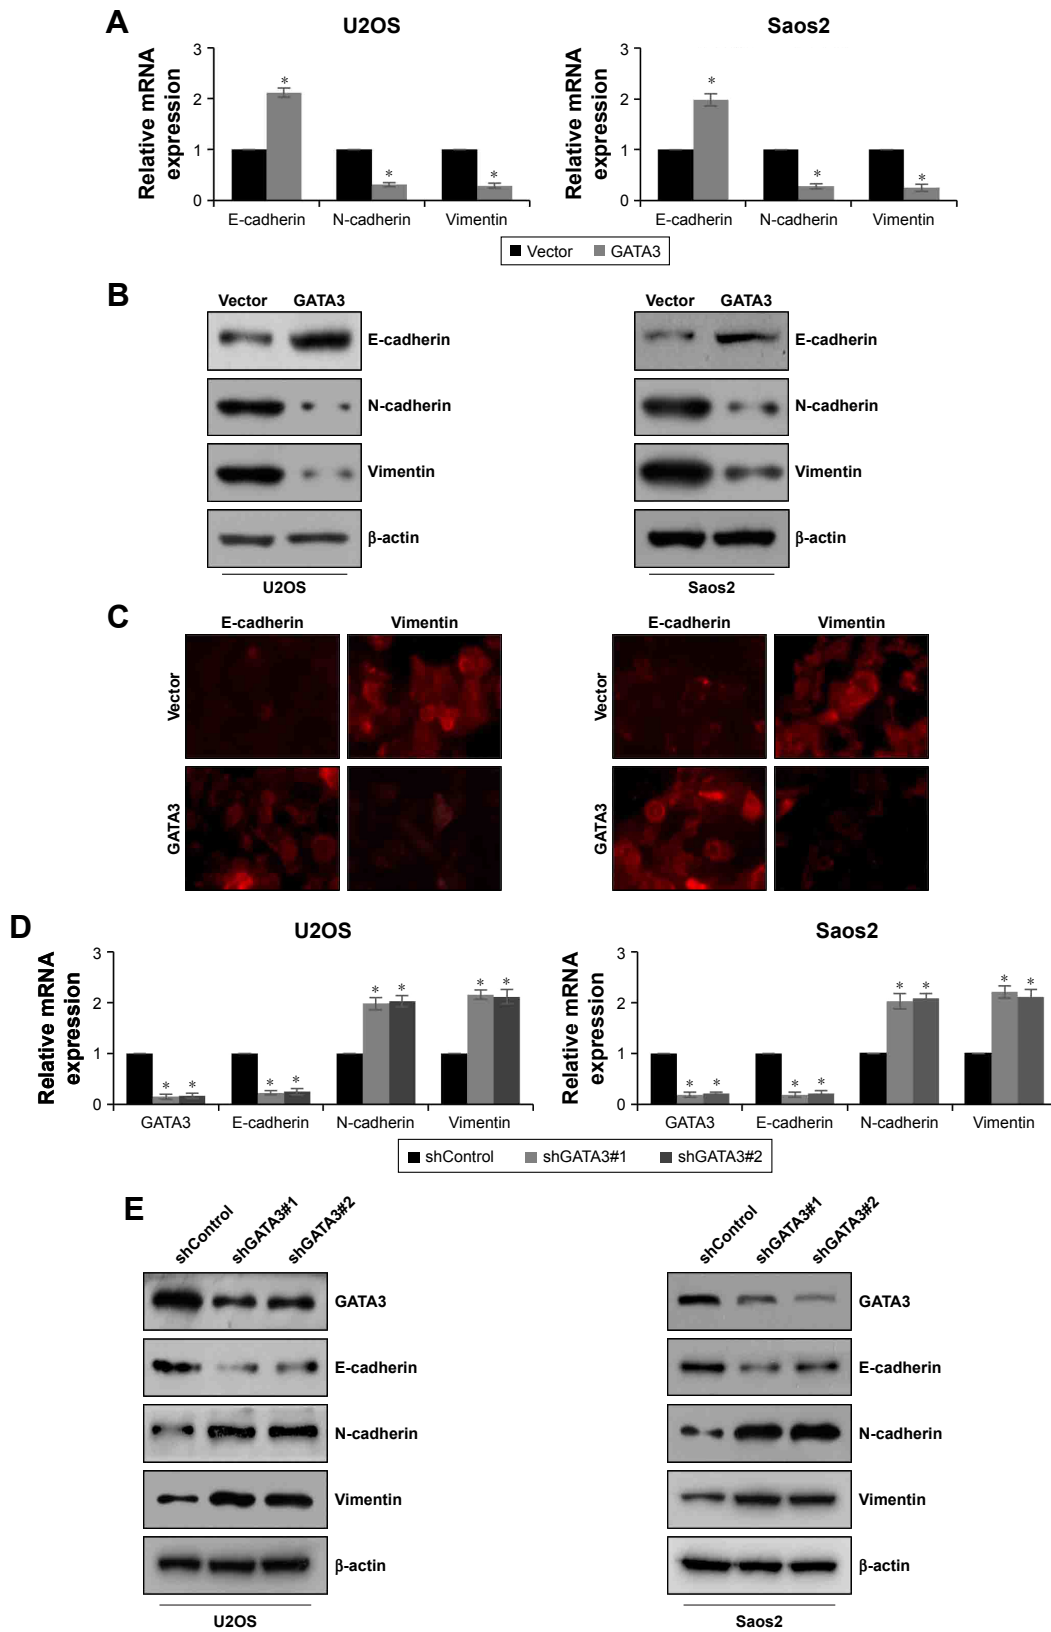 A
U2OS
Saos2
Relative mRNA
expression
3
2
1
0
*
*
*
E-cadherin
N-cadherin
Vimentin
Relative mRNA
expression
3
2
1
0
*
*
*
E-cadherin
N-cadherin
Vimentin
Vector
GATA3
B
Vector
GATA3
E-cadherin
N-cadherin
Vimentin
β-actin
U2OS
Vector
GATA3
E-cadherin
N-cadherin
Vimentin
β-actin
Saos2
C
E-cadherin
Vimentin
Vector
GATA3
E-cadherin
Vimentin
Vector
GATA3
D
U2OS
Relative mRNA
expression
3
2
1
0
* *
* *
* *
* *
GATA3
E-cadherin
N-cadherin
Vimentin
Saos2
Relative mRNA
expression
3
2
1
0
* *
* *
* *
* *
GATA3
E-cadherin
N-cadherin
Vimentin
shControl
shGATA3#1
shGATA3#2
E
shControl
shGATA3#1
shGATA3#2
GATA3
E-cadherin
N-cadherin
Vimentin
β-actin
U2OS
shControl
shGATA3#1
shGATA3#2
GATA3
E-cadherin
N-cadherin
Vimentin
β-actin
Saos2